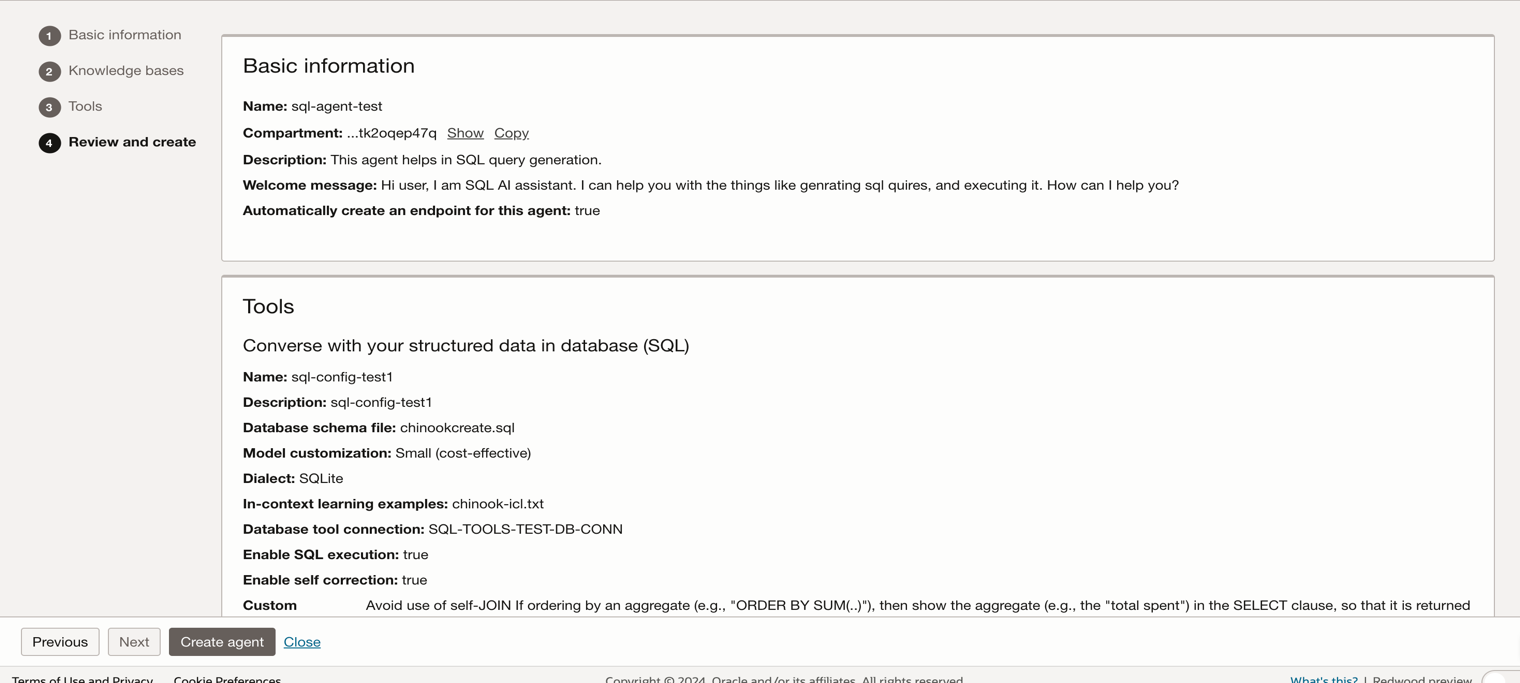 1 Basic information
2 Knowledge bases
3 Tools
4 Review and create
Basic information
Name: sql-agent-test
Compartment: ...tk2oqep47q Show Copy
Description: This agent helps in SQL query generation.
Welcome message: Hi user, I am SQL AI assistant. I can help you with the things like genrating sql quires, and executing it. How can I help you?
Automatically create an endpoint for this agent: true
Tools
Converse with your structured data in database (SQL)
Name: sql-config-test1
Description: sql-config-test1
Database schema file: chinookcreate.sql
Model customization: Small (cost-effective)
Dialect: SQLite
In-context learning examples: chinook-icl.txt
Database tool connection: SQL-TOOLS-TEST-DB-CONN
Enable SQL execution: true
Enable self correction: true
Custom Avoid use of self-JOIN If ordering by an aggregate (e.g., "ORDER BY SUM(..)"), then show the aggregate (e.g., the "total spent") in the SELECT clause, so that it is returned
Previous Next Create agent Close
Terms of Use and Privacy Cookie Preferences Copyright © 2024, Oracle and/or its affiliates. All rights reserved. What's this? | Redwood preview